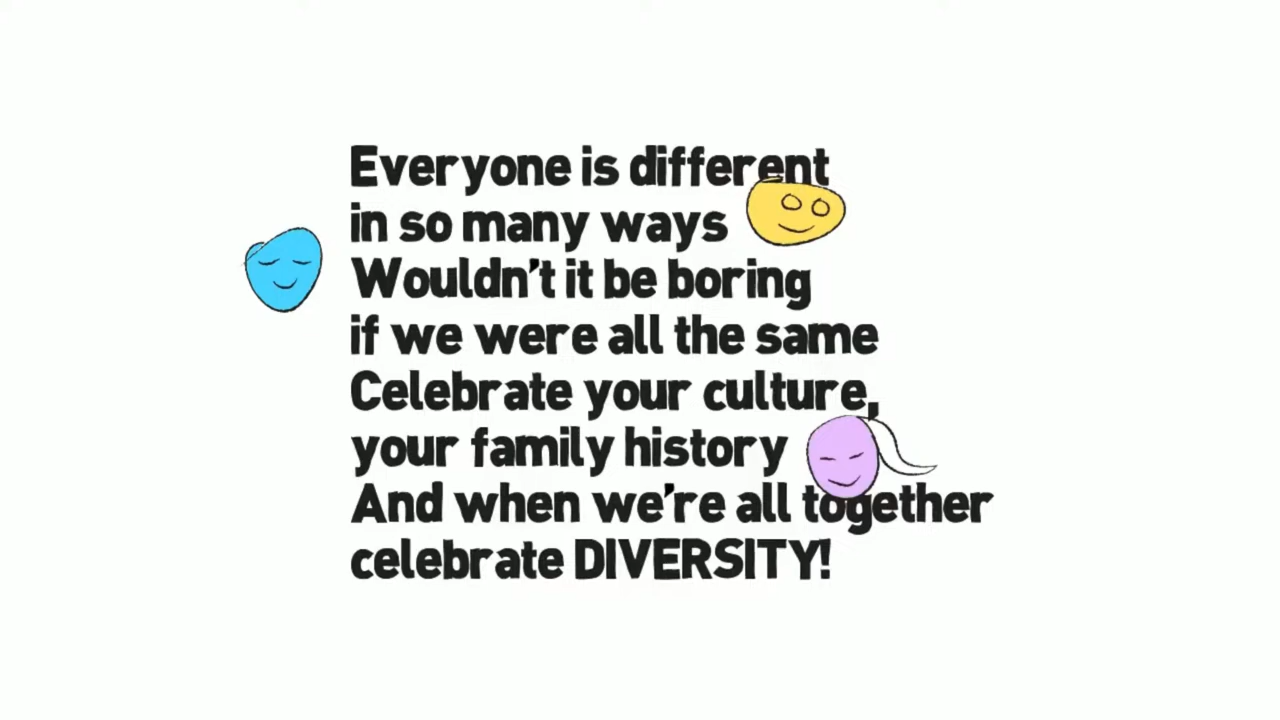 Everyone is different
in so many ways
Wouldn't it be boring
if we were all the same
Celebrate your culture,
your family history
And when we're all together
celebrate DIVERSITY!